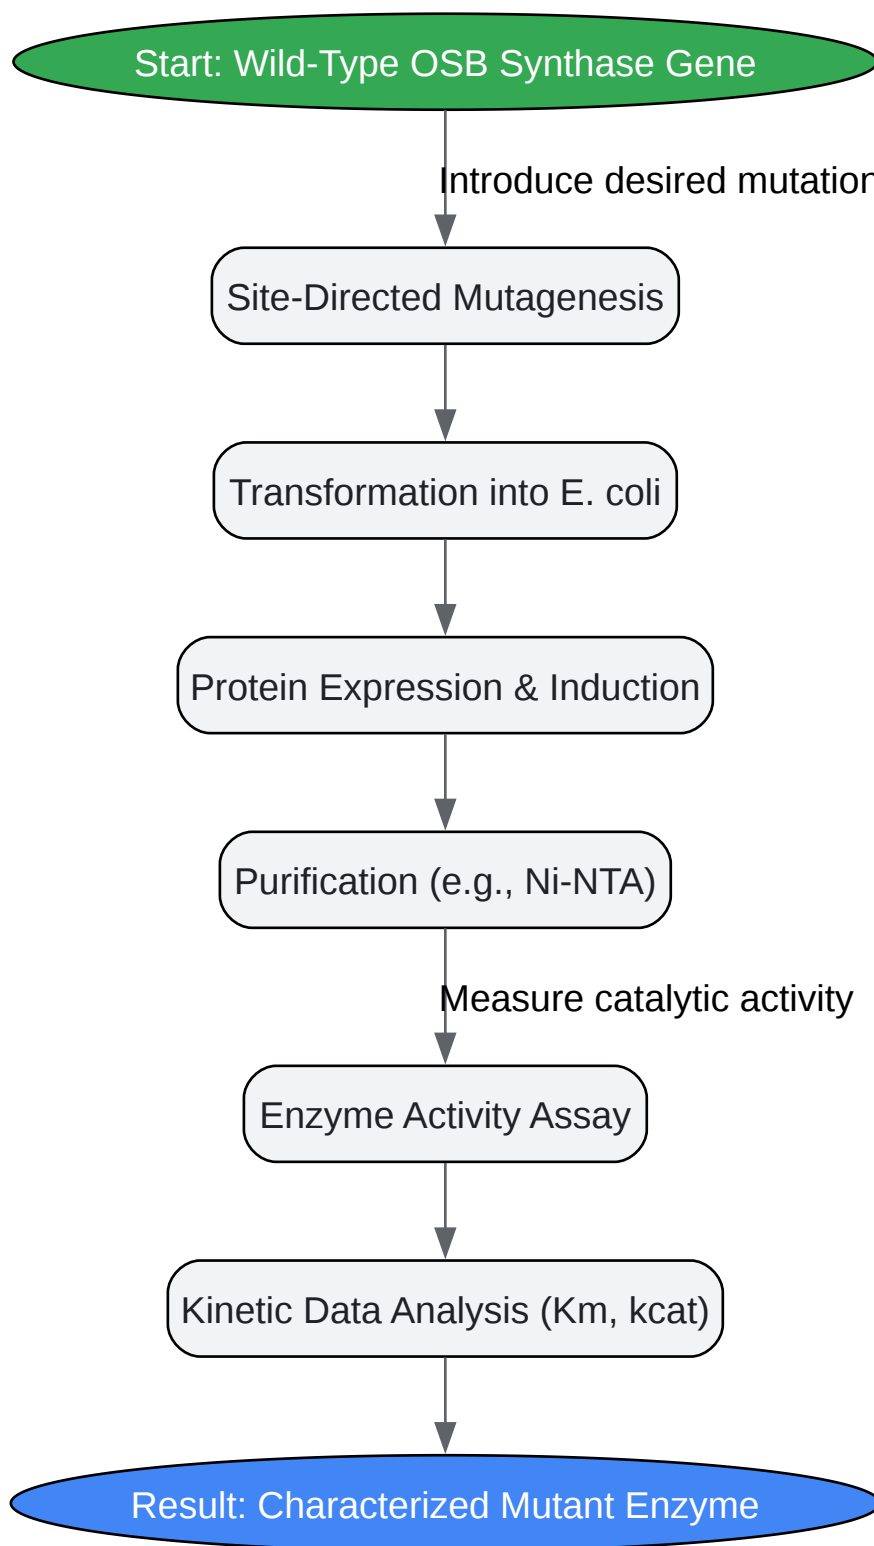 Start: Wild-Type OSB Synthase Gene
Introduce desired mutation
Site-Directed Mutagenesis
Transformation into E. coli
Protein Expression & Induction
Purification (e.g., Ni-NTA)
Measure catalytic activity
Enzyme Activity Assay
Kinetic Data Analysis (Km, kcat)
Result: Characterized Mutant Enzyme